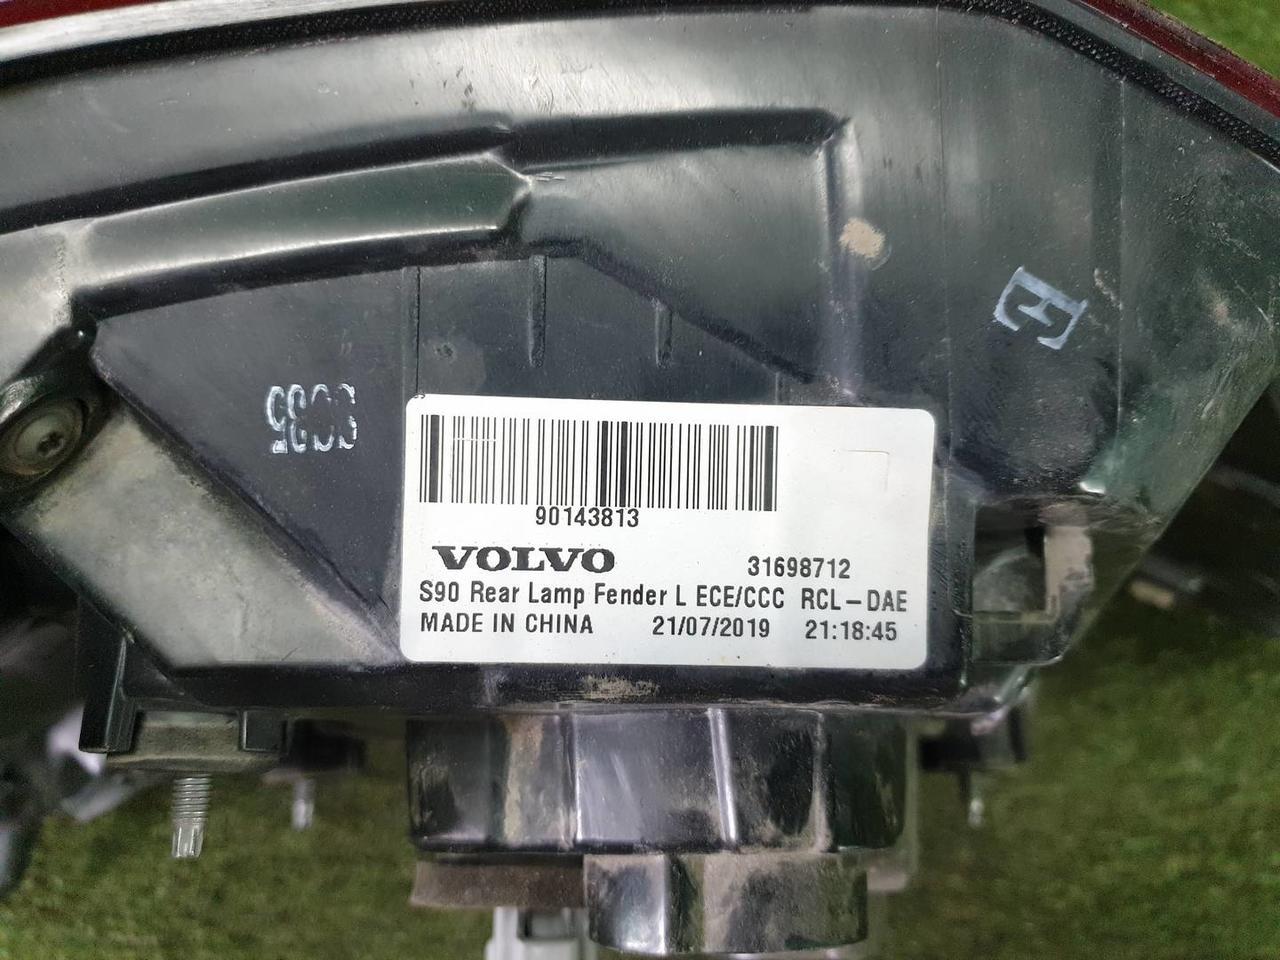 E
90143813
VOLVO 31698712
S90 Rear Lamp Fender L ECE/CCC RCL-DAE
MADE IN CHINA 21/07/2019 21:18:45